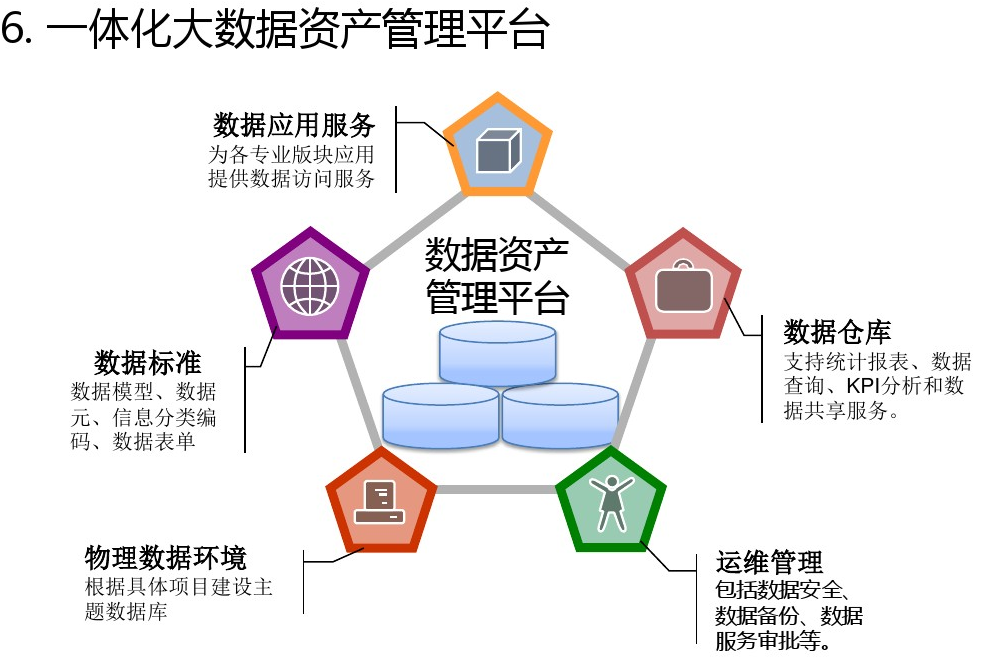 6. 一体化大数据资产管理平台
数据应用服务
为各专业版块应用
提供数据访问服务
数据资产
管理平台
数据仓库
支持统计报表、数据
查询、KPI分析和数
据共享服务。
数据标准
数据模型、数据
元、信息分类编
码、数据表单
物理数据环境
根据具体项目建设主
题数据库
运维管理
包括数据安全、
数据备份、数据
服务审批等。